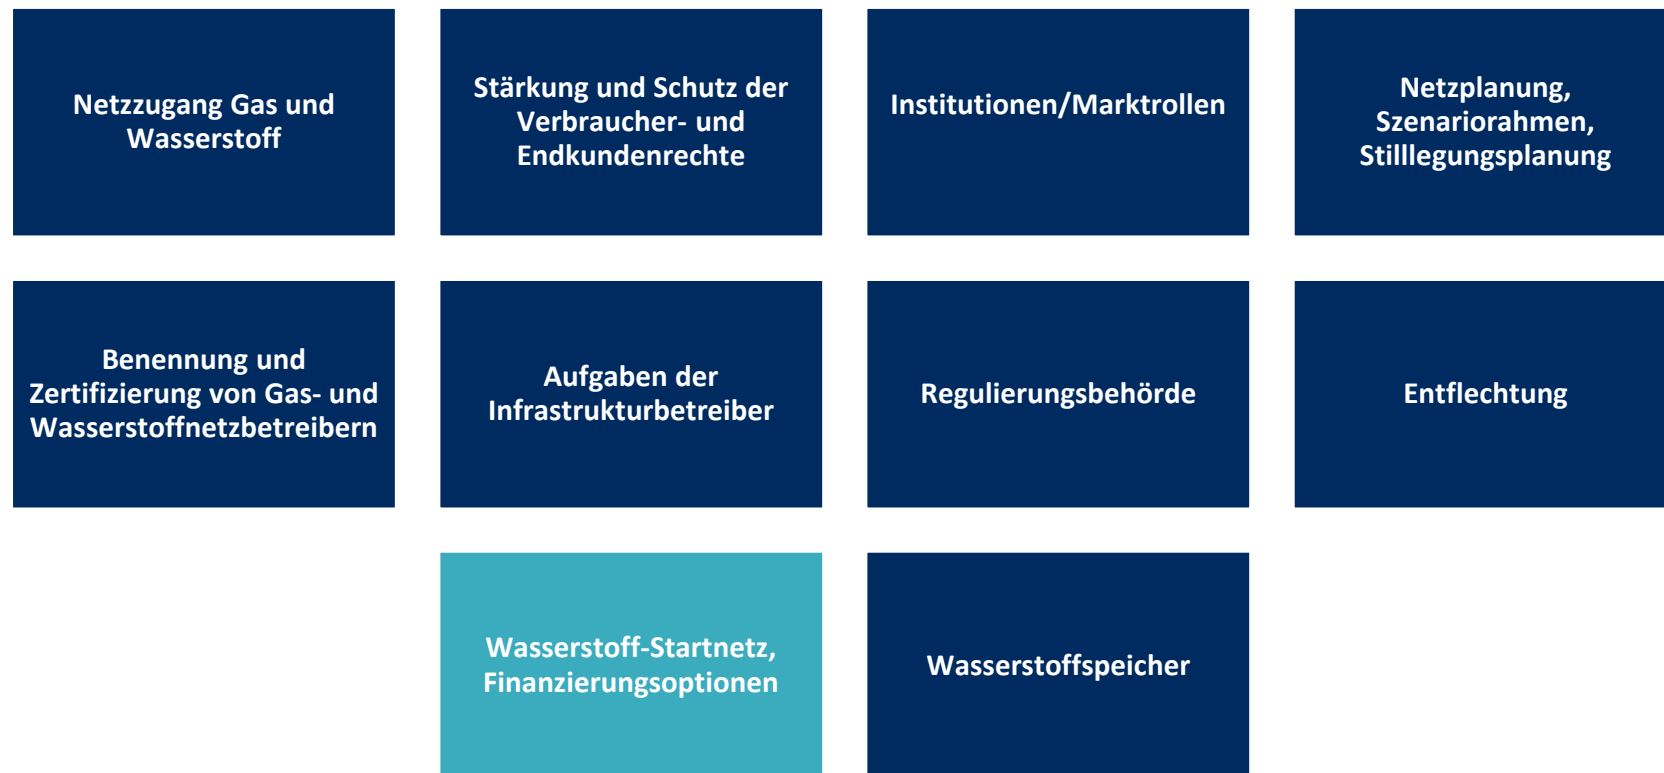 Netzzugang Gas und
Wasserstoff
Stärkung und Schutz der
Verbraucher- und
Endkundenrechte
Institutionen/Marktrollen
Netzplanung,
Szenariorahmen,
Stilllegungsplanung
Benennung und
Zertifizierung von Gas- und
Wasserstoffnetzbetreibern
Aufgaben der
Infrastrukturbetreiber
Regulierungsbehörde
Entflechtung
Wasserstoff-Startnetz,
Finanzierungsoptionen
Wasserstoffspeicher